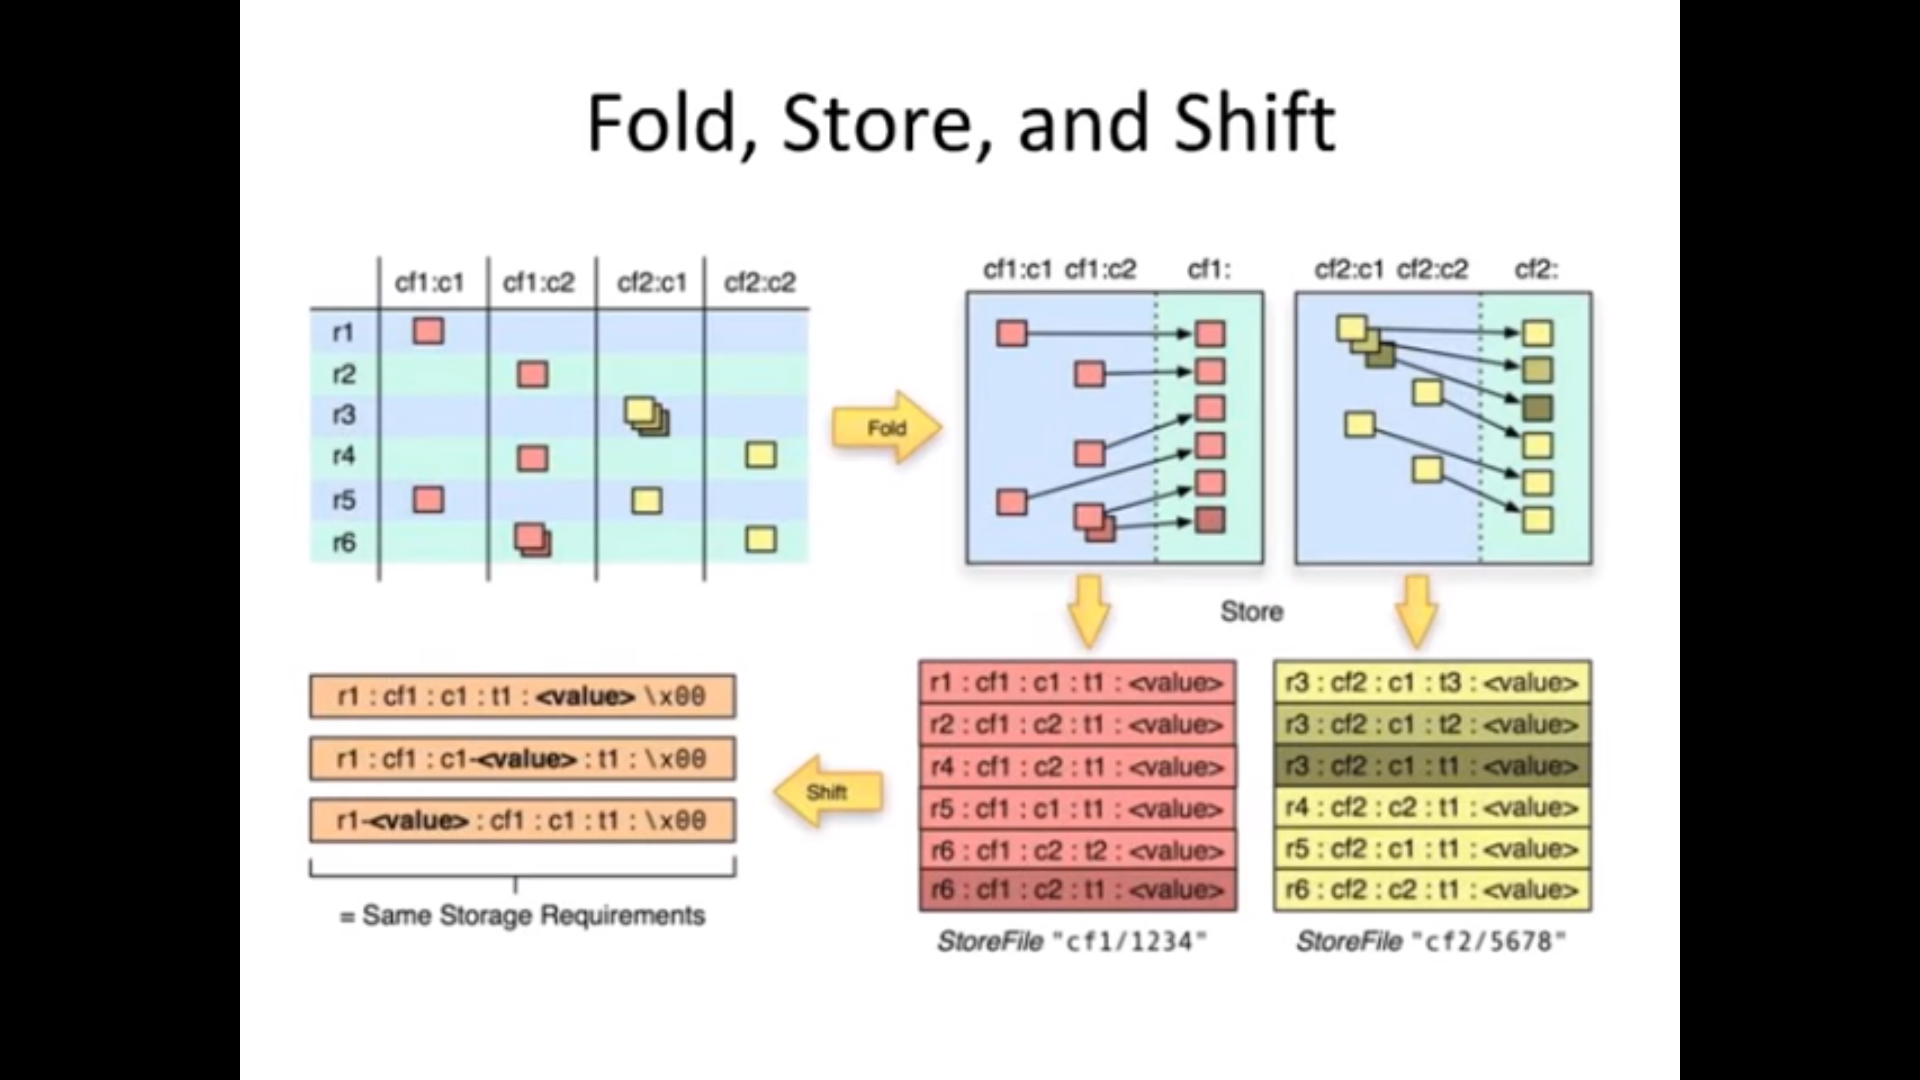 Fold, Store, and Shift
cf1:c1 cf1:c2 cf2:c1 cf2:c2
r1
r2
r3
r4
r5
r6
Fold
cf1:c1 cf1:c2 cf1:
cf2:c1 cf2:c2 cf2:
Store
r1 : cf1 : c1 : t1 : <value>
r2 : cf1 : c2 : t1 : <value>
r4 : cf1 : c2 : t1 : <value>
r5 : cf1 : c1 : t1 : <value>
r6 : cf1 : c2 : t2 : <value>
r6 : cf1 : c2 : t1 : <value>
StoreFile "cf1/1234"
r3 : cf2 : c1 : t3 : <value>
r3 : cf2 : c1 : t2 : <value>
r3 : cf2 : c1 : t1 : <value>
r4 : cf2 : c2 : t1 : <value>
r5 : cf2 : c1 : t1 : <value>
r6 : cf2 : c2 : t1 : <value>
StoreFile "cf2/5678"
Shift
r1 : cf1 : c1 : t1 : <value> \x00
r1 : cf1 : c1-<value> : t1 : \x00
r1-<value> : cf1 : c1 : t1 : \x00
= Same Storage Requirements